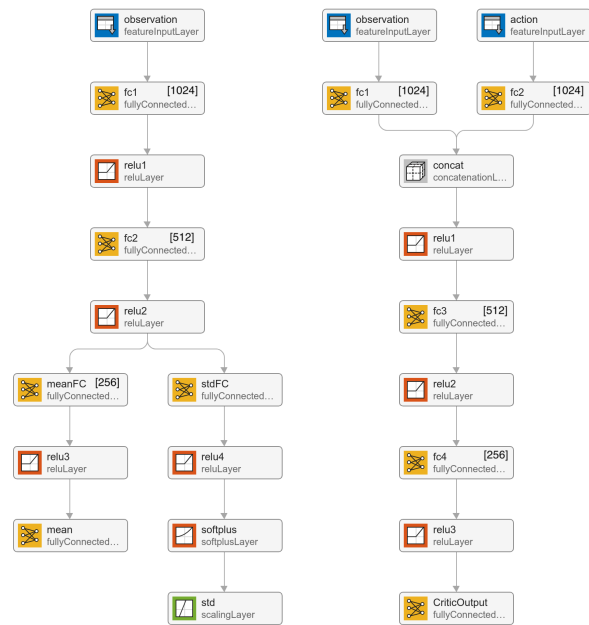 observation
featureInputLayer
fc1 [1024]
fullyConnected...
relu1
reluLayer
fc2 [512]
fullyConnected...
relu2
reluLayer
meanFC [256]
fullyConnected...
stdFC
fullyConnected...
relu3
reluLayer
relu4
reluLayer
mean
fullyConnected...
softplus
softplusLayer
std
scalingLayer
observation
featureInputLayer
action
featureInputLayer
fc1 [1024]
fullyConnected...
fc2 [1024]
fullyConnected...
concat
concatenationL...
relu1
reluLayer
fc3 [512]
fullyConnected...
relu2
reluLayer
fc4 [256]
fullyConnected...
relu3
reluLayer
CriticOutput
fullyConnected...